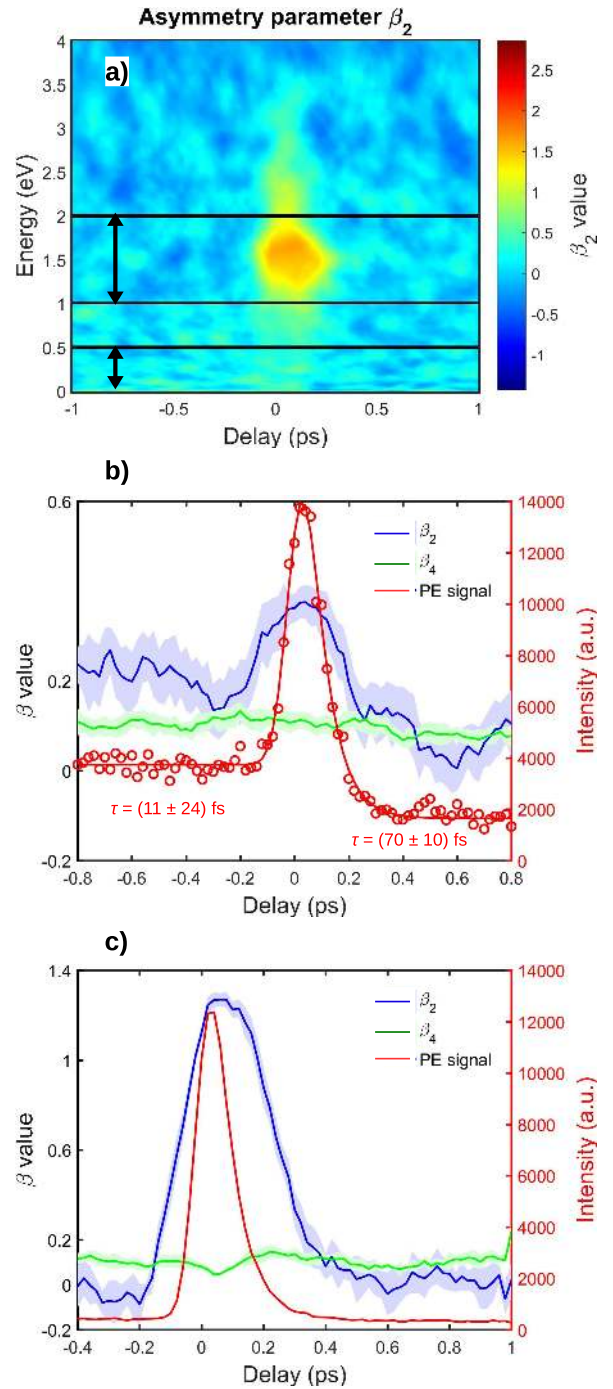 Asymmetry parameter β₂
a)
4
3.5
3
2.5
2
1.5
1
0.5
0
Energy (eV)
-1
-0.5
0
0.5
1
Delay (ps)
2.5
2
1.5
1
0.5
0
-0.5
-1
β₂ value
b)
0.6
0.2
0
-0.2
β value
β₂
β₄
PE signal
τ = (11 ± 24) fs
τ = (70 ± 10) fs
14000
12000
10000
8000
6000
4000
2000
0
Intensity (a.u.)
-0.8 -0.6 -0.4 -0.2 0 0.2 0.4 0.6 0.8
Delay (ps)
c)
1.4
1
0.6
0.2
0
-0.2
β value
β₂
β₄
PE signal
14000
12000
10000
8000
6000
4000
2000
0
Intensity (a.u.)
-0.4 -0.2 0 0.2 0.4 0.6 0.8 1
Delay (ps)